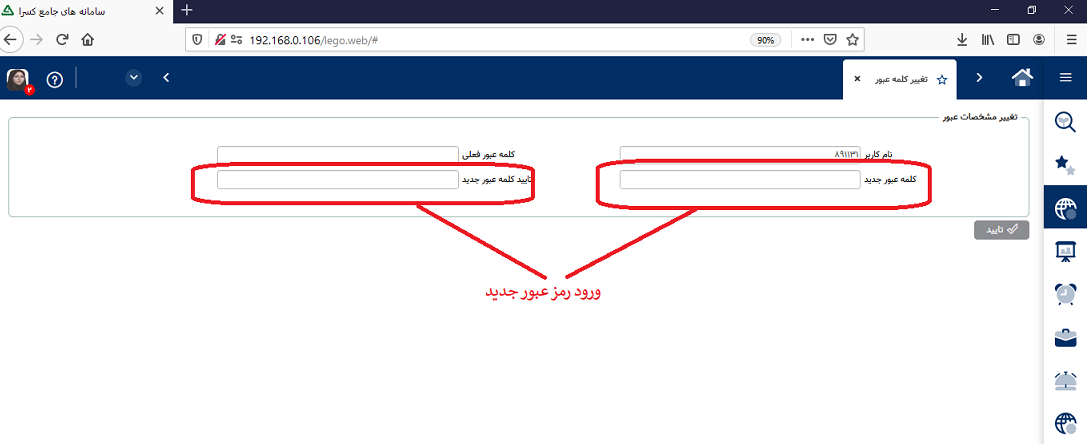 سامانه های جامع کسرا
192.168.0.106/lego.web/#
90%
۲
تغییر کلمه عبور
تغییر مشخصات عبور
نام کاربر ۸۹۱۱۳۱
کلمه عبور فعلی
کلمه عبور جدید
تایید کلمه عبور جدید
تایید
ورود رمز عبور جدید